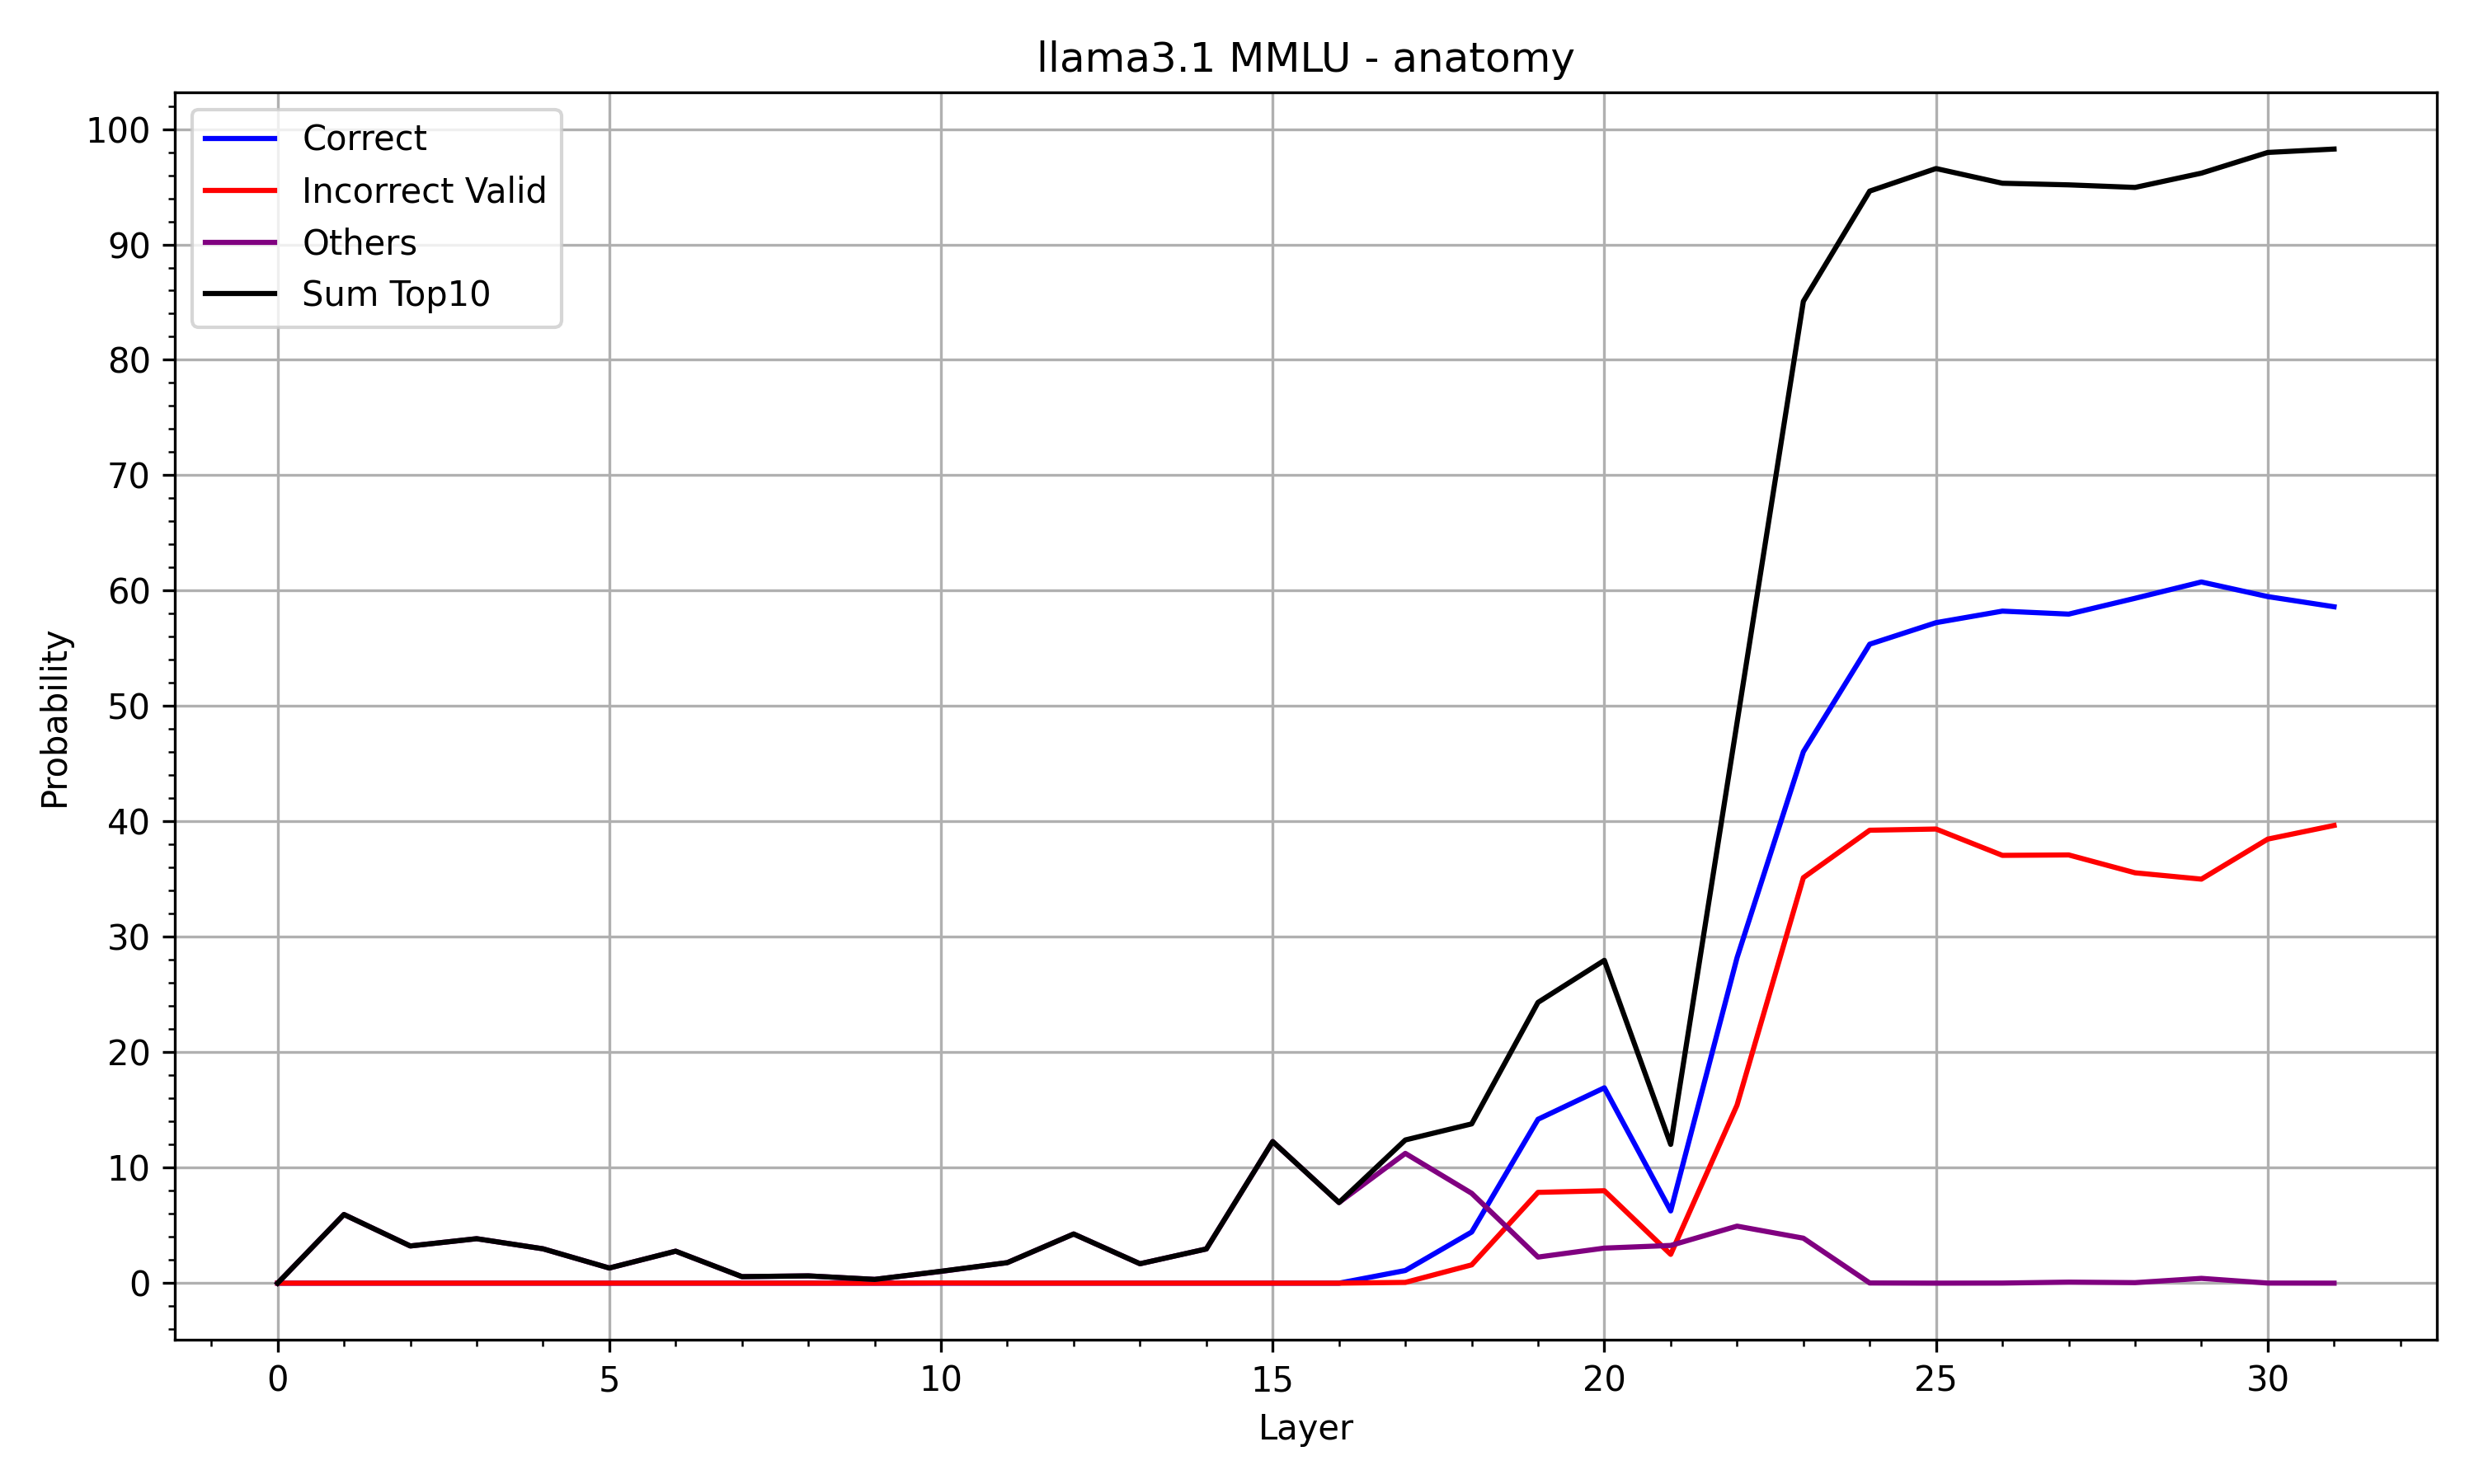 llama3.1 MMLU - anatomy
Correct
Incorrect Valid
Others
Sum Top10
100
90
80
70
60
50
40
30
20
10
0
Probability
0 5 10 15 20 25 30
Layer